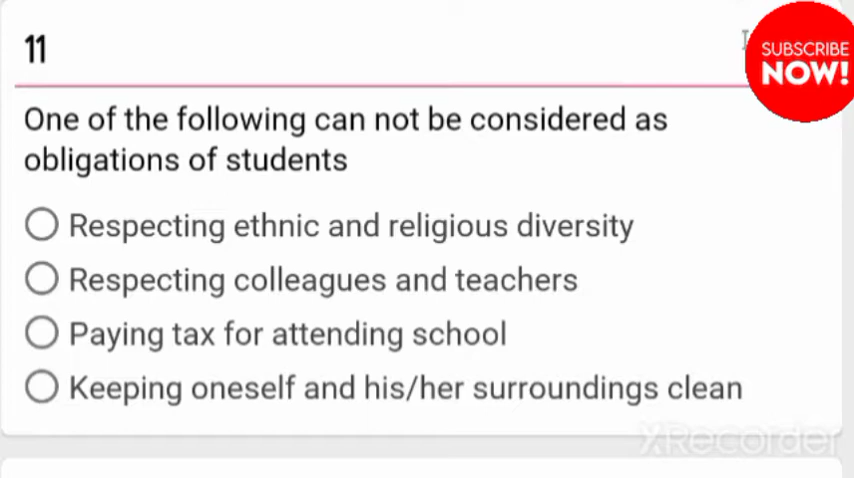 11
SUBSCRIBE
NOW!
One of the following can not be considered as
obligations of students
Respecting ethnic and religious diversity
Respecting colleagues and teachers
Paying tax for attending school
Keeping oneself and his/her surroundings clean
XRecorder